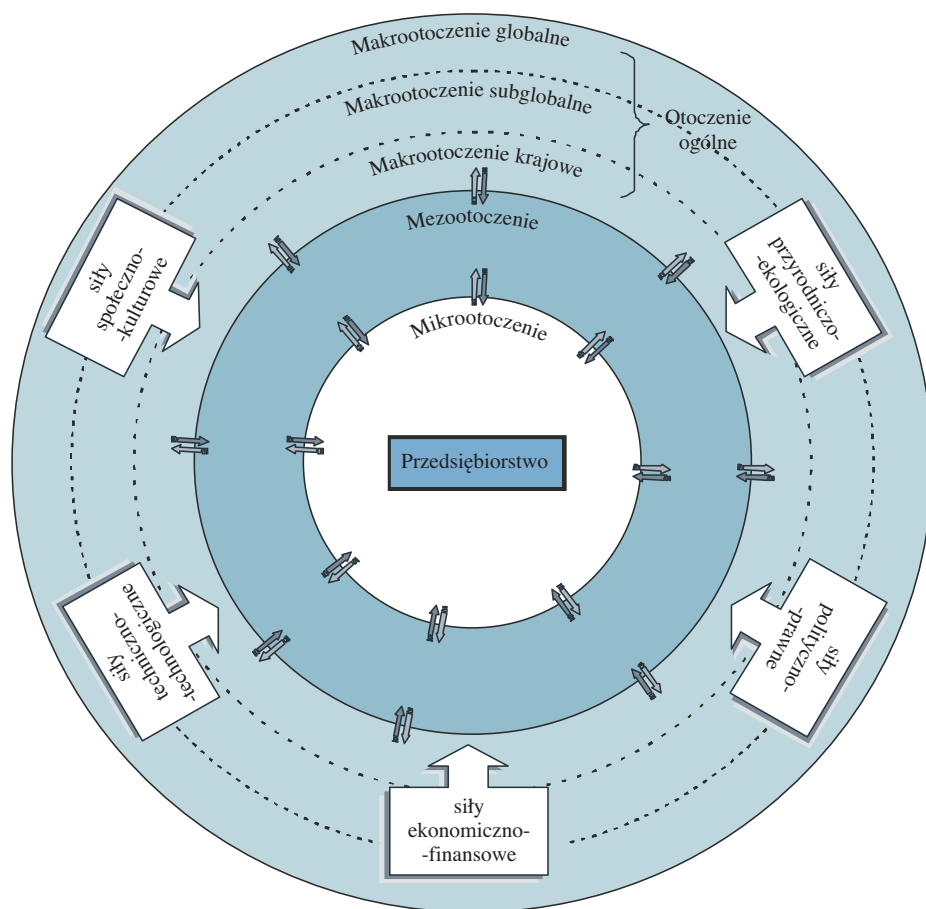 Makrootoczenie globalne
Makrootoczenie subglobalne
Otoczenie
ogólne
Makrootoczenie krajowe
Mezootoczenie
Mikrootoczenie
Przedsiębiorstwo
siły
społeczno-
-kulturowe
siły
przyrodniczo-
-ekologiczne
siły
techniczno-
-technologiczne
siły
polityczno-
-prawne
siły
ekonomiczno-
-finansowe